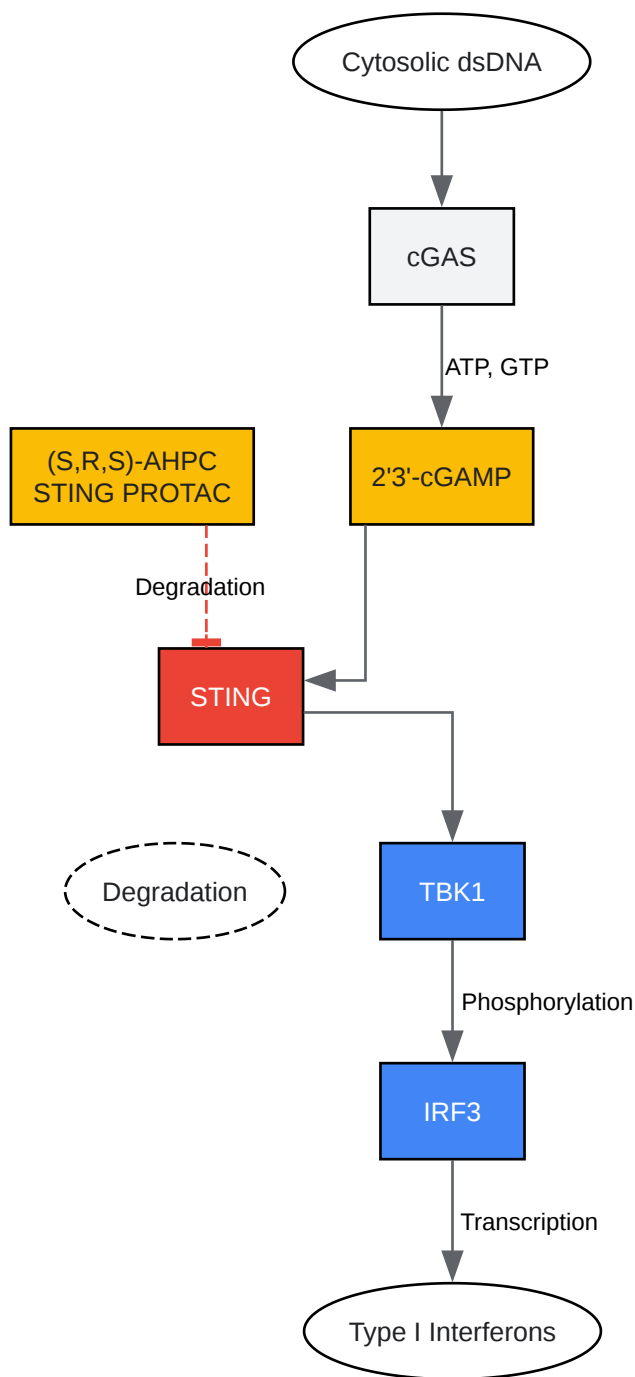 Cytosolic dsDNA
cGAS
ATP, GTP
(S,R,S)-AHPC
STING PROTAC
2'3'-cGAMP
Degradation
STING
Degradation
TBK1
Phosphorylation
IRF3
Transcription
Type I Interferons